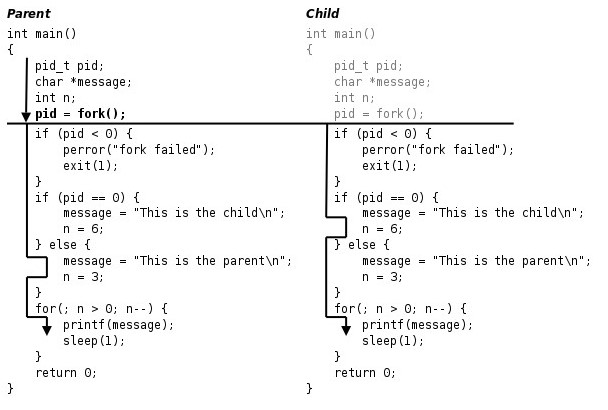 Parent
int main()
{
pid_t pid;
char *message;
int n;
pid = fork();
if (pid < 0) {
perror("fork failed");
exit(1);
}
if (pid == 0) {
message = "This is the child\n";
n = 6;
} else {
message = "This is the parent\n";
n = 3;
}
for(; n > 0; n--) {
printf(message);
sleep(1);
}
return 0;
}
Child
int main()
{
pid_t pid;
char *message;
int n;
pid = fork();
if (pid < 0) {
perror("fork failed");
exit(1);
}
if (pid == 0) {
message = "This is the child\n";
n = 6;
} else {
message = "This is the parent\n";
n = 3;
}
for(; n > 0; n--) {
printf(message);
sleep(1);
}
return 0;
}